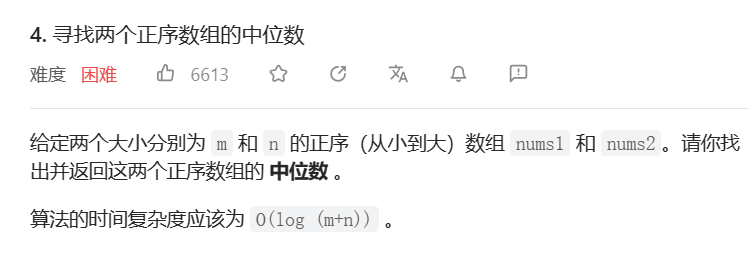 4. 寻找两个正序数组的中位数
难度 困难 6613
给定两个大小分别为 m 和 n 的正序（从小到大）数组 nums1 和 nums2。请你找
出并返回这两个正序数组的 中位数 。
算法的时间复杂度应该为 O(log (m+n)) 。